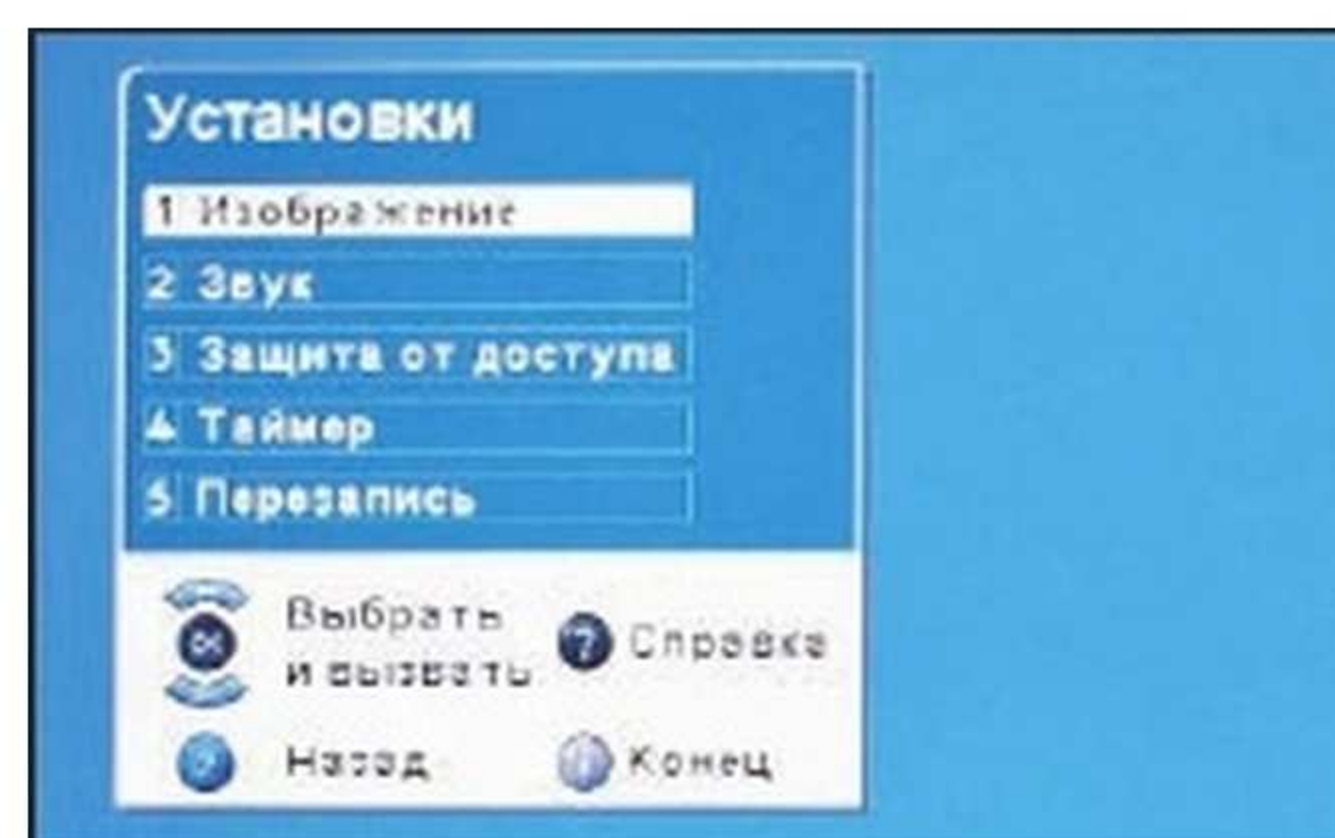 Установки
1 Изображение
2 Звук
3 Защита от доступа
4 Таймер
5 Перезапись
Выбрать
и вызвать
? Справка
Назад
Конец